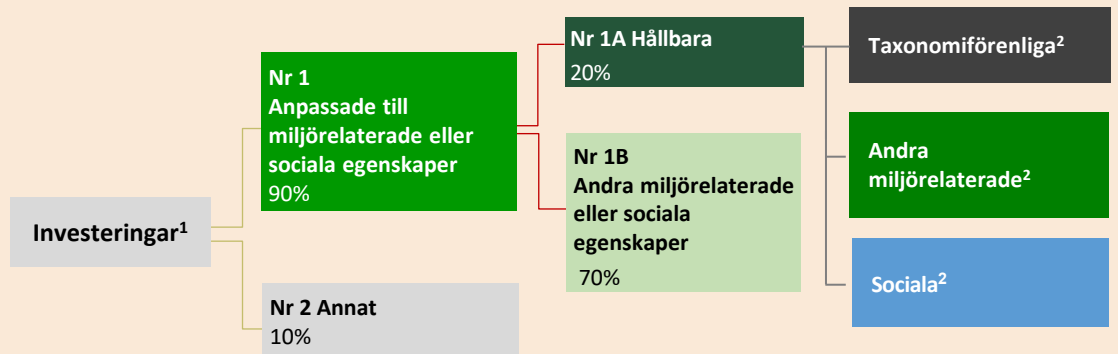 Investeringar¹
Nr 1
Anpassade till
miljörelaterade eller
sociala egenskaper
90%
Nr 2 Annat
10%
Nr 1A Hållbara
20%
Nr 1B
Andra miljörelaterade
eller sociala
egenskaper
70%
Taxonomiförenliga²
Andra
miljörelaterade²
Sociala²